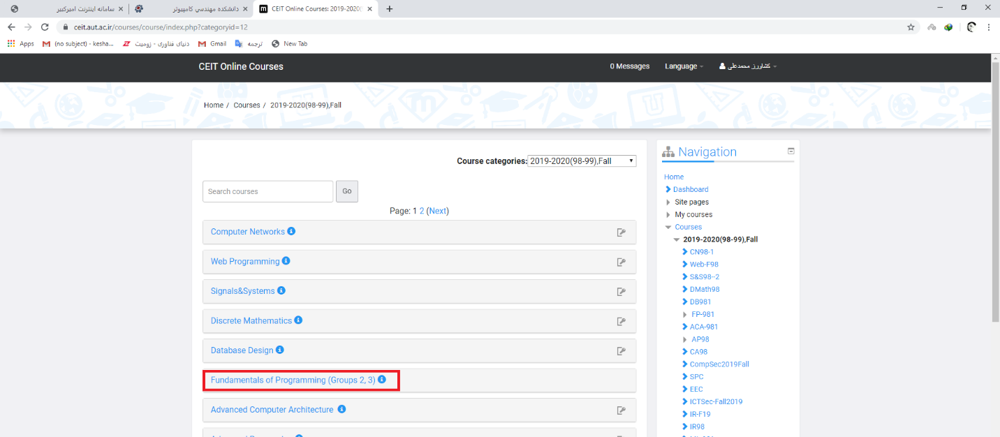 سامانه اینترنت امیرکبیر
دانشکده مهندسي کامپیوتر
CEIT Online Courses: 2019-2020(
ceit.aut.ac.ir/courses/course/index.php?categoryid=12
Apps
(no subject) - kesha...
دنیای فناوری - زومیت
Gmail
ترجمه
New Tab
CEIT Online Courses
0 Messages
Language
کشاورز محمدعلی
Home / Courses / 2019-2020(98-99),Fall
Course categories: 2019-2020(98-99),Fall
Search courses
Go
Page: 1 2 (Next)
Computer Networks
Web Programming
Signals&Systems
Discrete Mathematics
Database Design
Fundamentals of Programming (Groups 2, 3)
Advanced Computer Architecture
Navigation
Home
Dashboard
Site pages
My courses
Courses
2019-2020(98-99),Fall
CN98-1
Web-F98
S&S98--2
DMath98
DB981
FP-981
ACA-981
AP98
CA98
CompSec2019Fall
SPC
EEC
ICTSec-Fall2019
IR-F19
IR98